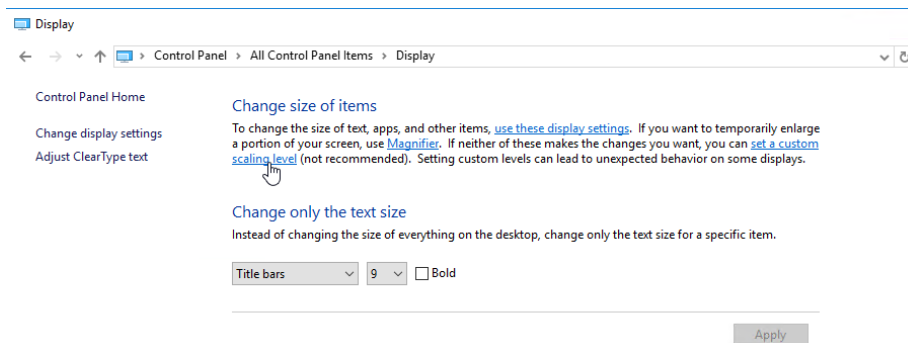 Display
Control Panel > All Control Panel Items > Display
Control Panel Home
Change display settings
Adjust ClearType text
Change size of items
To change the size of text, apps, and other items, use these display settings. If you want to temporarily enlarge
a portion of your screen, use Magnifier. If neither of these makes the changes you want, you can set a custom
scaling level (not recommended). Setting custom levels can lead to unexpected behavior on some displays.
Change only the text size
Instead of changing the size of everything on the desktop, change only the text size for a specific item.
Title bars 9 Bold
Apply